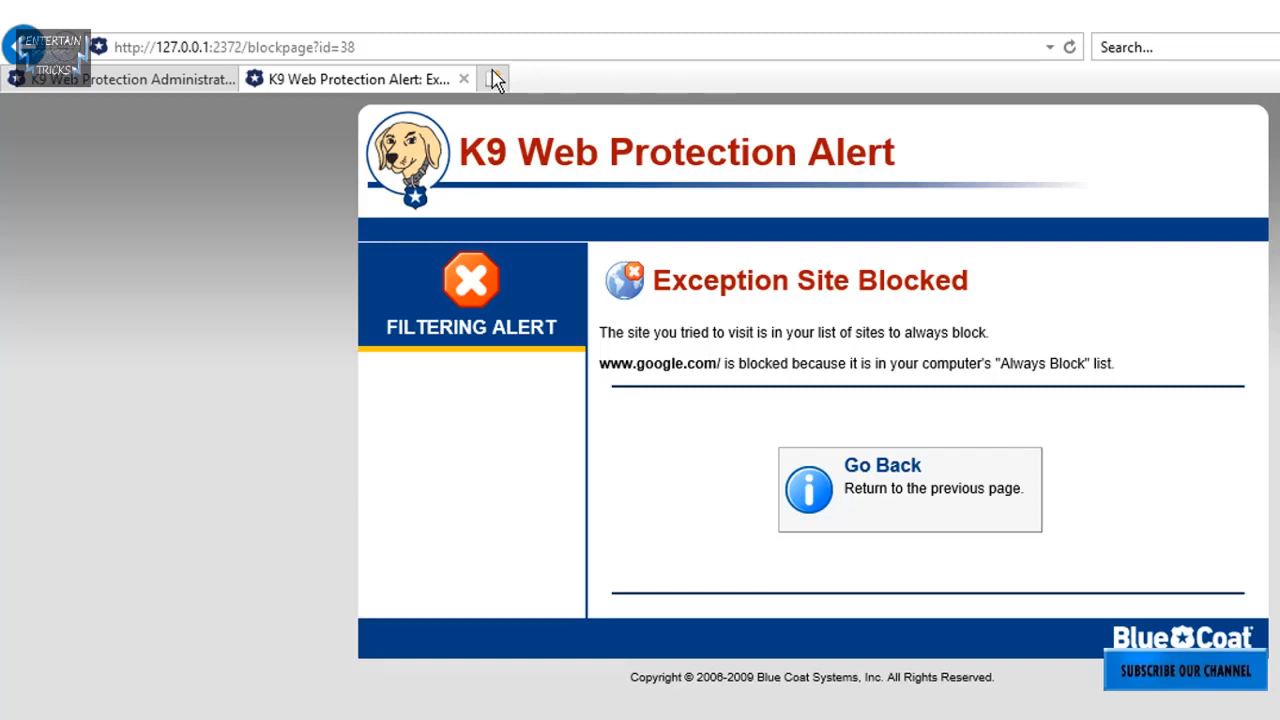 ENTERTAIN
TRICKS
http://127.0.0.1:2372/blockpage?id=38
Search...
K9 Web Protection Administrat...
K9 Web Protection Alert: Ex...
K9 Web Protection Alert
FILTERING ALERT
Exception Site Blocked
The site you tried to visit is in your list of sites to always block.
www.google.com/ is blocked because it is in your computer's "Always Block" list.
Go Back
Return to the previous page.
Blue Coat
SUBSCRIBE OUR CHANNEL
Copyright © 2006-2009 Blue Coat Systems, Inc. All Rights Reserved.